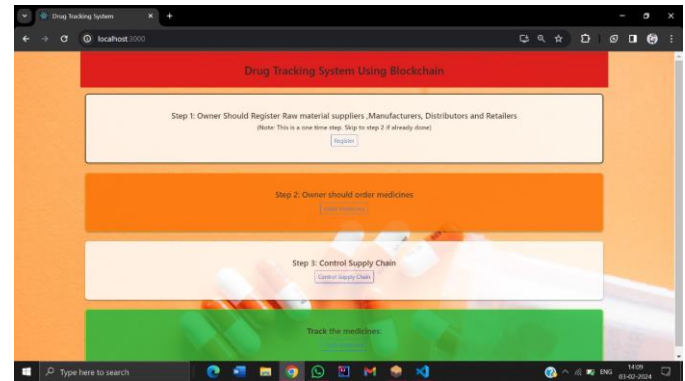 Drug Tracking System
localhost:3000
Drug Tracking System Using Blockchain
Step 1: Owner Should Register Raw material suppliers ,Manufacturers, Distributors and Retailers
(Note: This is a one time step. Skip to step 2 if already done)
Register
Step 2: Owner should order medicines
Step 3: Control Supply Chain
Control Supply Chain
Track the medicines:
Type here to search
ENG
14:09
03-02-2024